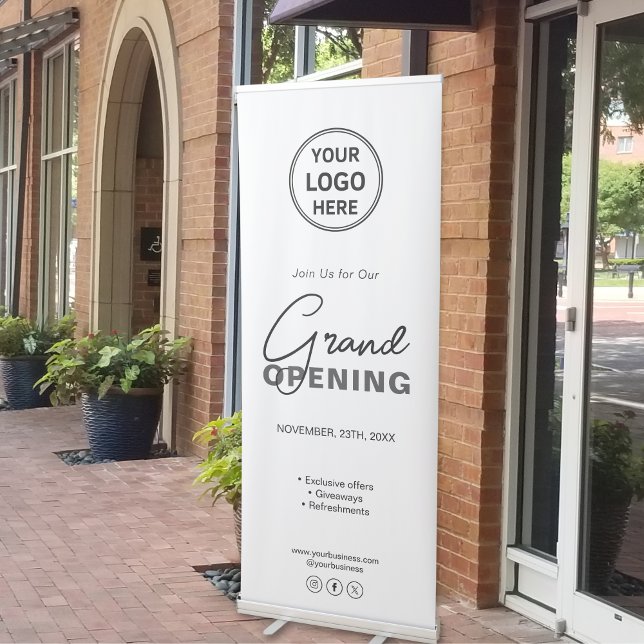 YOUR
LOGO
HERE
Join Us for Our
Grand
OPENING
NOVEMBER, 23TH, 20XX
• Exclusive offers
• Giveaways
• Refreshments
www.yourbusiness.com
@yourbusiness